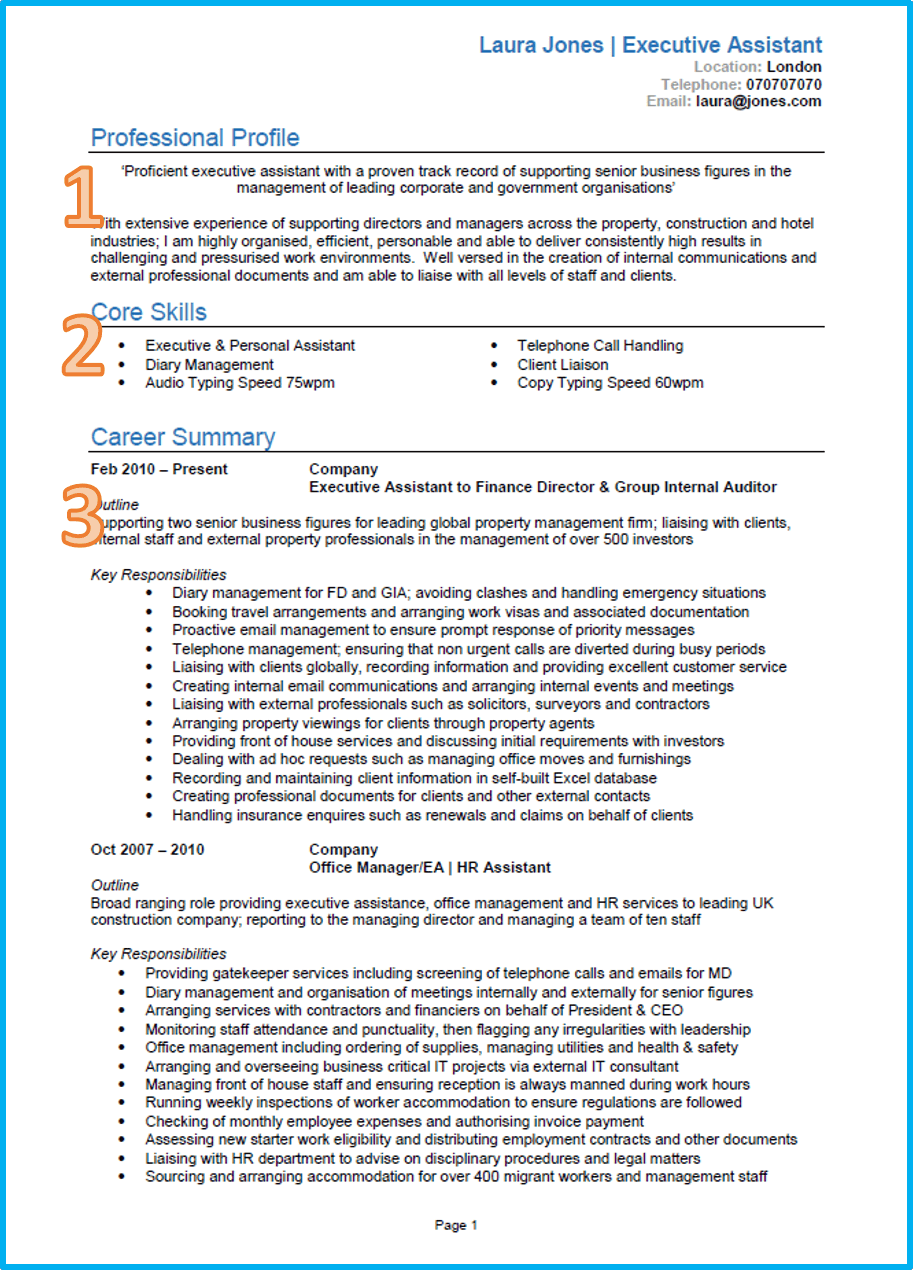 Laura Jones | Executive Assistant
Location: London
Telephone: 070707070
Email: laura@jones.com
Professional Profile
1
‘Proficient executive assistant with a proven track record of supporting senior business figures in the
management of leading corporate and government organisations’
With extensive experience of supporting directors and managers across the property, construction and hotel
industries; I am highly organised, efficient, personable and able to deliver consistently high results in
challenging and pressurised work environments.  Well versed in the creation of internal communications and
external professional documents and am able to liaise with all levels of staff and clients.
Core Skills
2
• Executive & Personal Assistant
• Diary Management
• Audio Typing Speed 75wpm
• Telephone Call Handling
• Client Liaison
• Copy Typing Speed 60wpm
Career Summary
Feb 2010 – Present Company
Executive Assistant to Finance Director & Group Internal Auditor
3
Outline
Supporting two senior business figures for leading global property management firm; liaising with clients,
internal staff and external property professionals in the management of over 500 investors
Key Responsibilities
• Diary management for FD and GIA; avoiding clashes and handling emergency situations
• Booking travel arrangements and arranging work visas and associated documentation
• Proactive email management to ensure prompt response of priority messages
• Telephone management; ensuring that non urgent calls are diverted during busy periods
• Liaising with clients globally, recording information and providing excellent customer service
• Creating internal email communications and arranging internal events and meetings
• Liaising with external professionals such as solicitors, surveyors and contractors
• Arranging property viewings for clients through property agents
• Providing front of house services and discussing initial requirements with investors
• Dealing with ad hoc requests such as managing office moves and furnishings
• Recording and maintaining client information in self-built Excel database
• Creating professional documents for clients and other external contacts
• Handling insurance enquires such as renewals and claims on behalf of clients
Oct 2007 – 2010 Company
Office Manager/EA | HR Assistant
Outline
Broad ranging role providing executive assistance, office management and HR services to leading UK
construction company; reporting to the managing director and managing a team of ten staff
Key Responsibilities
• Providing gatekeeper services including screening of telephone calls and emails for MD
• Diary management and organisation of meetings internally and externally for senior figures
• Arranging services with contractors and financiers on behalf of President & CEO
• Monitoring staff attendance and punctuality, then flagging any irregularities with leadership
• Office management including ordering of supplies, managing utilities and health & safety
• Arranging and overseeing business critical IT projects via external IT consultant
• Managing front of house staff and ensuring reception is always manned during work hours
• Running weekly inspections of worker accommodation to ensure regulations are followed
• Checking of monthly employee expenses and authorising invoice payment
• Assessing new starter work eligibility and distributing employment contracts and other documents
• Liaising with HR department to advise on disciplinary procedures and legal matters
• Sourcing and arranging accommodation for over 400 migrant workers and management staff
Page 1